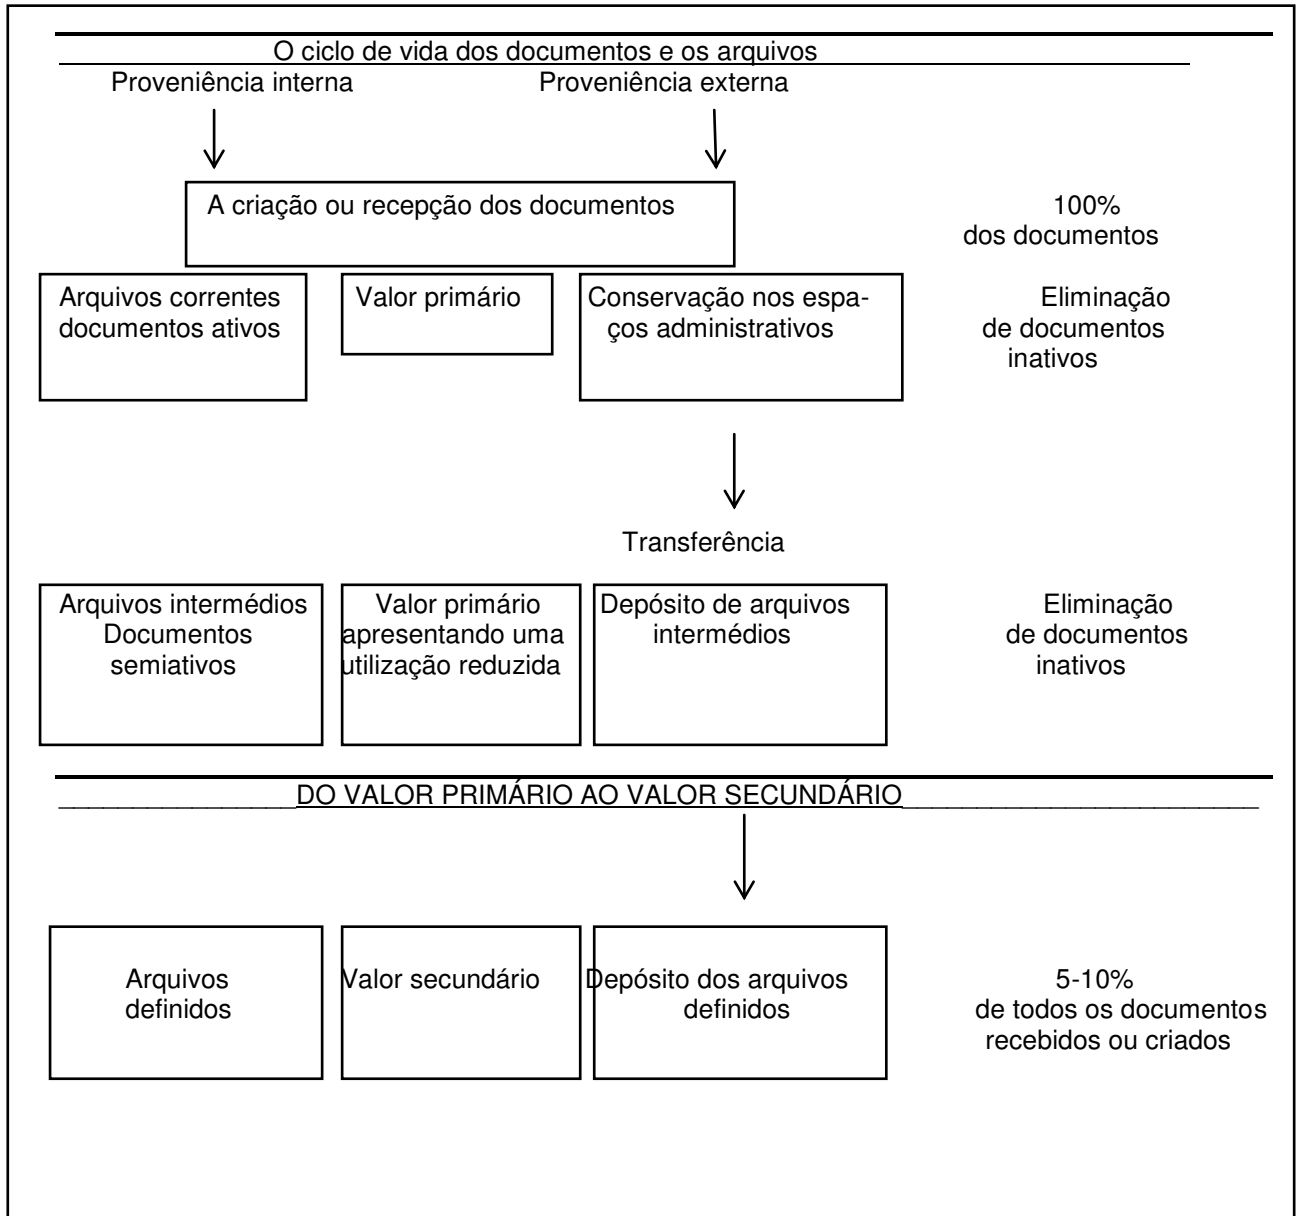 O ciclo de vida dos documentos e os arquivos
Proveniência interna
Proveniência externa
A criação ou recepção dos documentos
100%
dos documentos
Arquivos correntes
documentos ativos
Valor primário
Conservação nos espa-
ços administrativos
Eliminação
de documentos
inativos
Transferência
Arquivos intermédios
Documentos
semiativos
Valor primário
apresentando uma
utilização reduzida
Depósito de arquivos
intermédios
Eliminação
de documentos
inativos
DO VALOR PRIMÁRIO AO VALOR SECUNDÁRIO
Arquivos
definidos
Valor secundário
Depósito dos arquivos
definidos
5-10%
de todos os documentos
recebidos ou criados